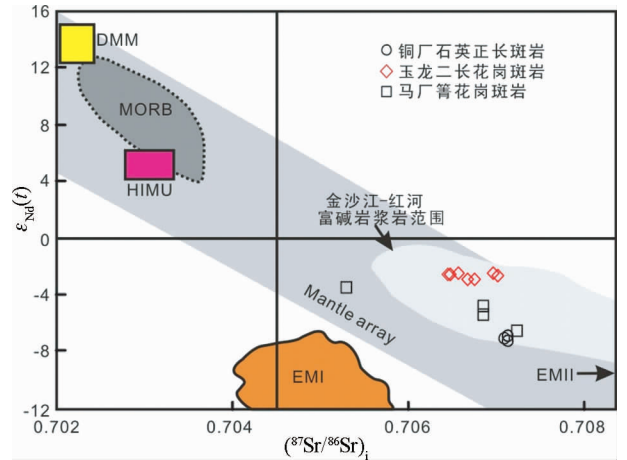 16
12
8
4
0
-4
-8
-12
ε_Nd(t)
DMM
MORB
HIMU
铜厂石英正长斑岩
玉龙二长花岗斑岩
马厂箐花岗斑岩
金沙江-红河
富碱岩浆岩范围
Mantle array
EMI
EMII
0.702
0.704
0.706
0.708
(⁸⁷Sr/⁸⁶Sr)ᵢ